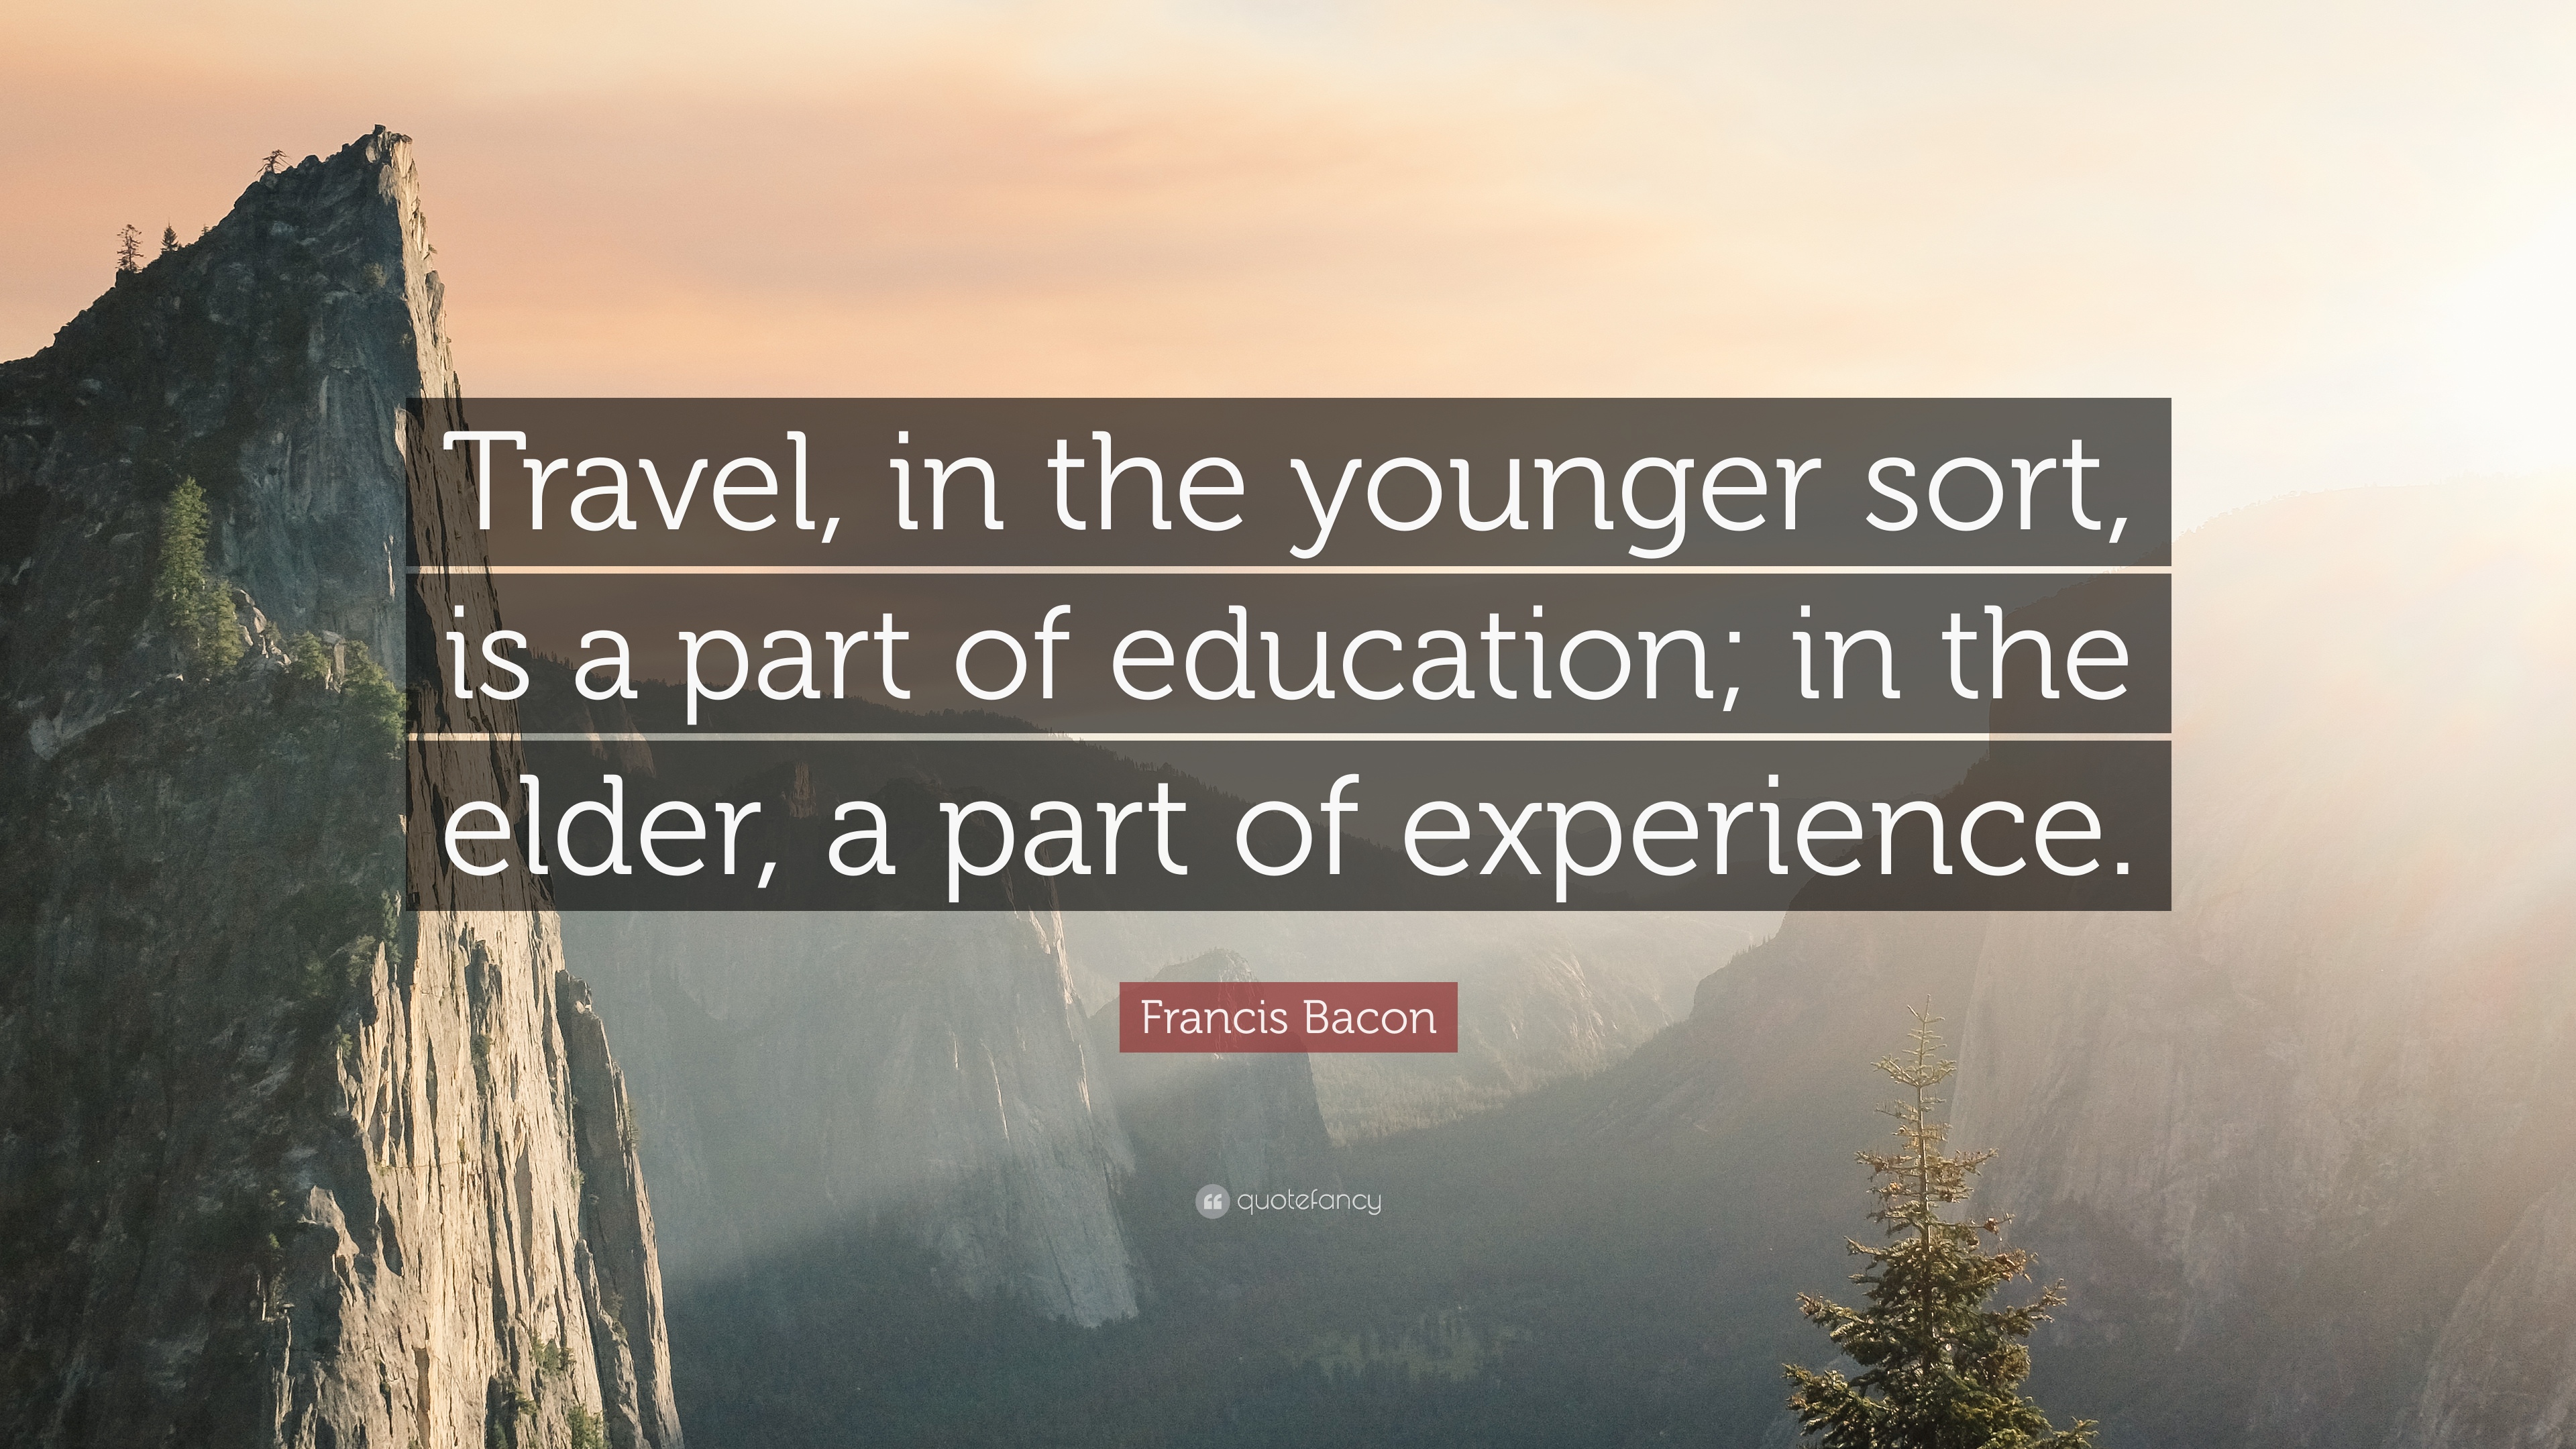 Travel, in the younger sort,
is a part of education; in the
elder, a part of experience.
Francis Bacon
quotefancy